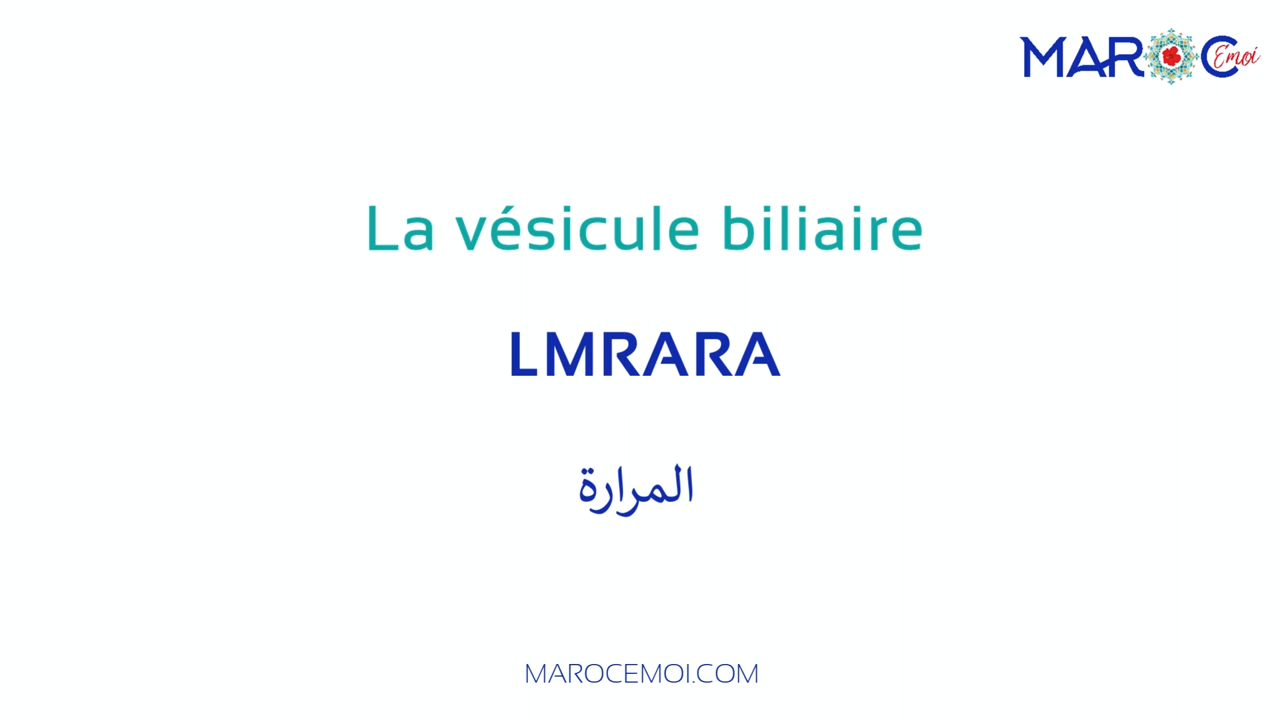 MAROC Emoi
La vésicule biliaire
LMRARA
المرارة
MAROCEMOI.COM